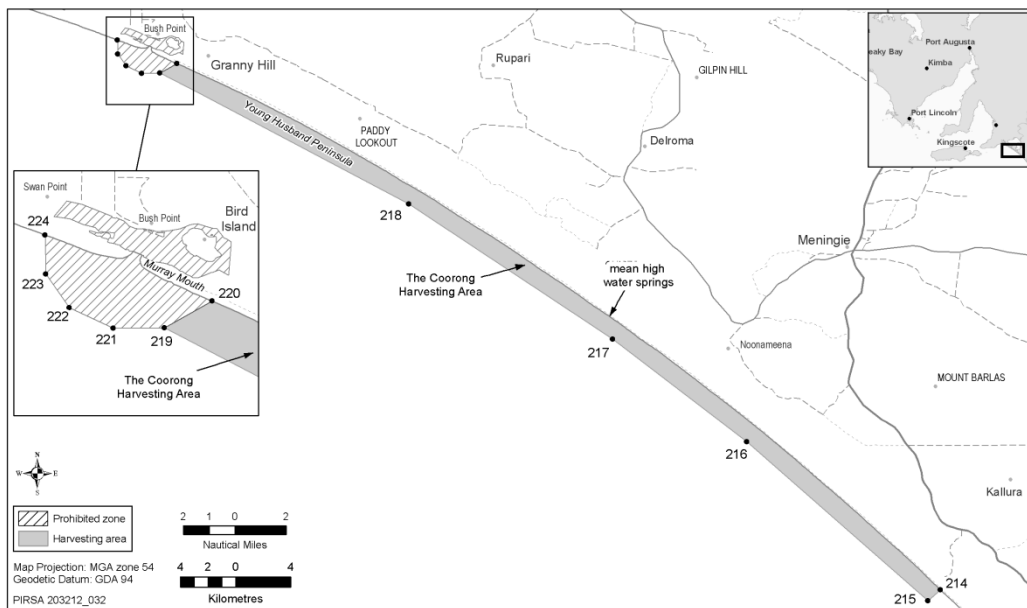 Bush Point
Granny Hill
Rupari
GILPIN HILL
PADDY
LOOKOUT
Delroma
Young Husband Peninsula
218
The Coorong
Harvesting Area
mean high
water springs
Meningie
217
Noonameena
MOUNT BARLAS
216
Kallura
214
215
Port Augusta
eaky Bay
Kimba
Port Lincoln
Kingscote
Swan Point
Bush Point
Bird
Island
224
Murray Mouth
223
220
222
221
219
The Coorong
Harvesting Area
N
W E
S
Prohibited zone
Harvesting area
Map Projection: MGA zone 54
Geodetic Datum: GDA 94
PIRSA 203212_032
2 1 0 2
Nautical Miles
4 2 0 4
Kilometres